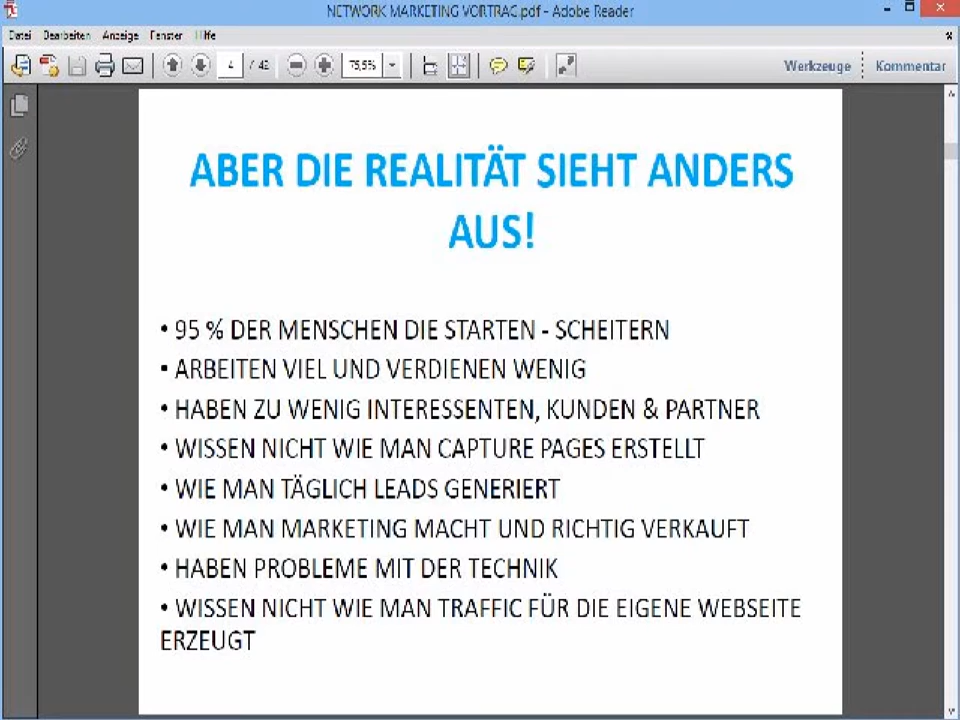 NETWORK MARKETING VORTRAG.pdf - Adobe Reader
Datei Bearbeiten Anzeige Fenster Hilfe
4 / 42 75,5% Werkzeuge Kommentar
ABER DIE REALITÄT SIEHT ANDERS
AUS!
• 95 % DER MENSCHEN DIE STARTEN - SCHEITERN
• ARBEITEN VIEL UND VERDIENEN WENIG
• HABEN ZU WENIG INTERESSENTEN, KUNDEN & PARTNER
• WISSEN NICHT WIE MAN CAPTURE PAGES ERSTELLT
• WIE MAN TÄGLICH LEADS GENERIERT
• WIE MAN MARKETING MACHT UND RICHTIG VERKAUFT
• HABEN PROBLEME MIT DER TECHNIK
• WISSEN NICHT WIE MAN TRAFFIC FÜR DIE EIGENE WEBSEITE
ERZEUGT